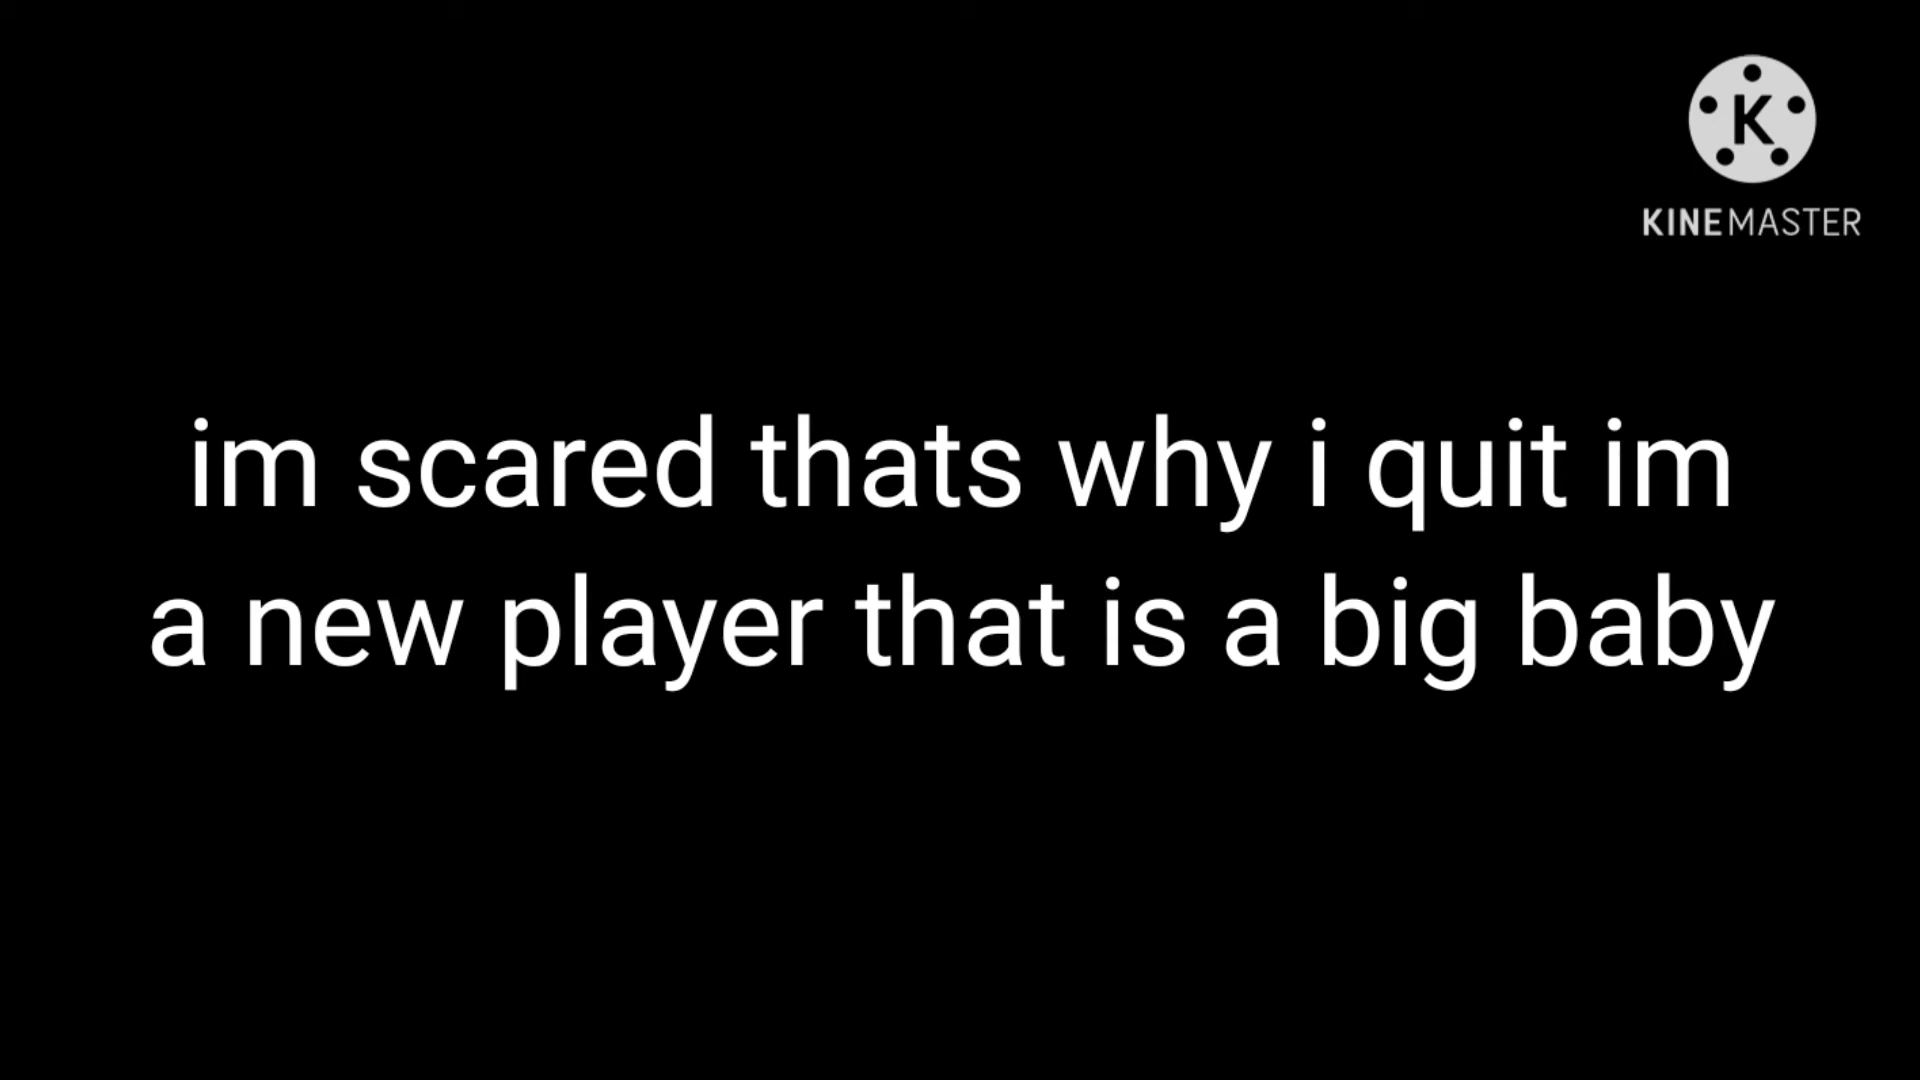 K
KINEMASTER
im scared thats why i quit im
a new player that is a big baby